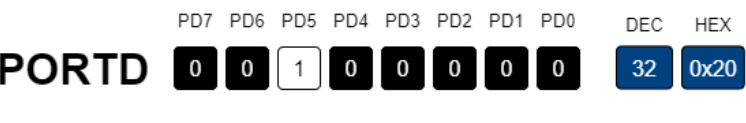 PD7 PD6 PD5 PD4 PD3 PD2 PD1 PD0 DEC HEX
PORTD 0 0 1 0 0 0 0 0 32 0x20